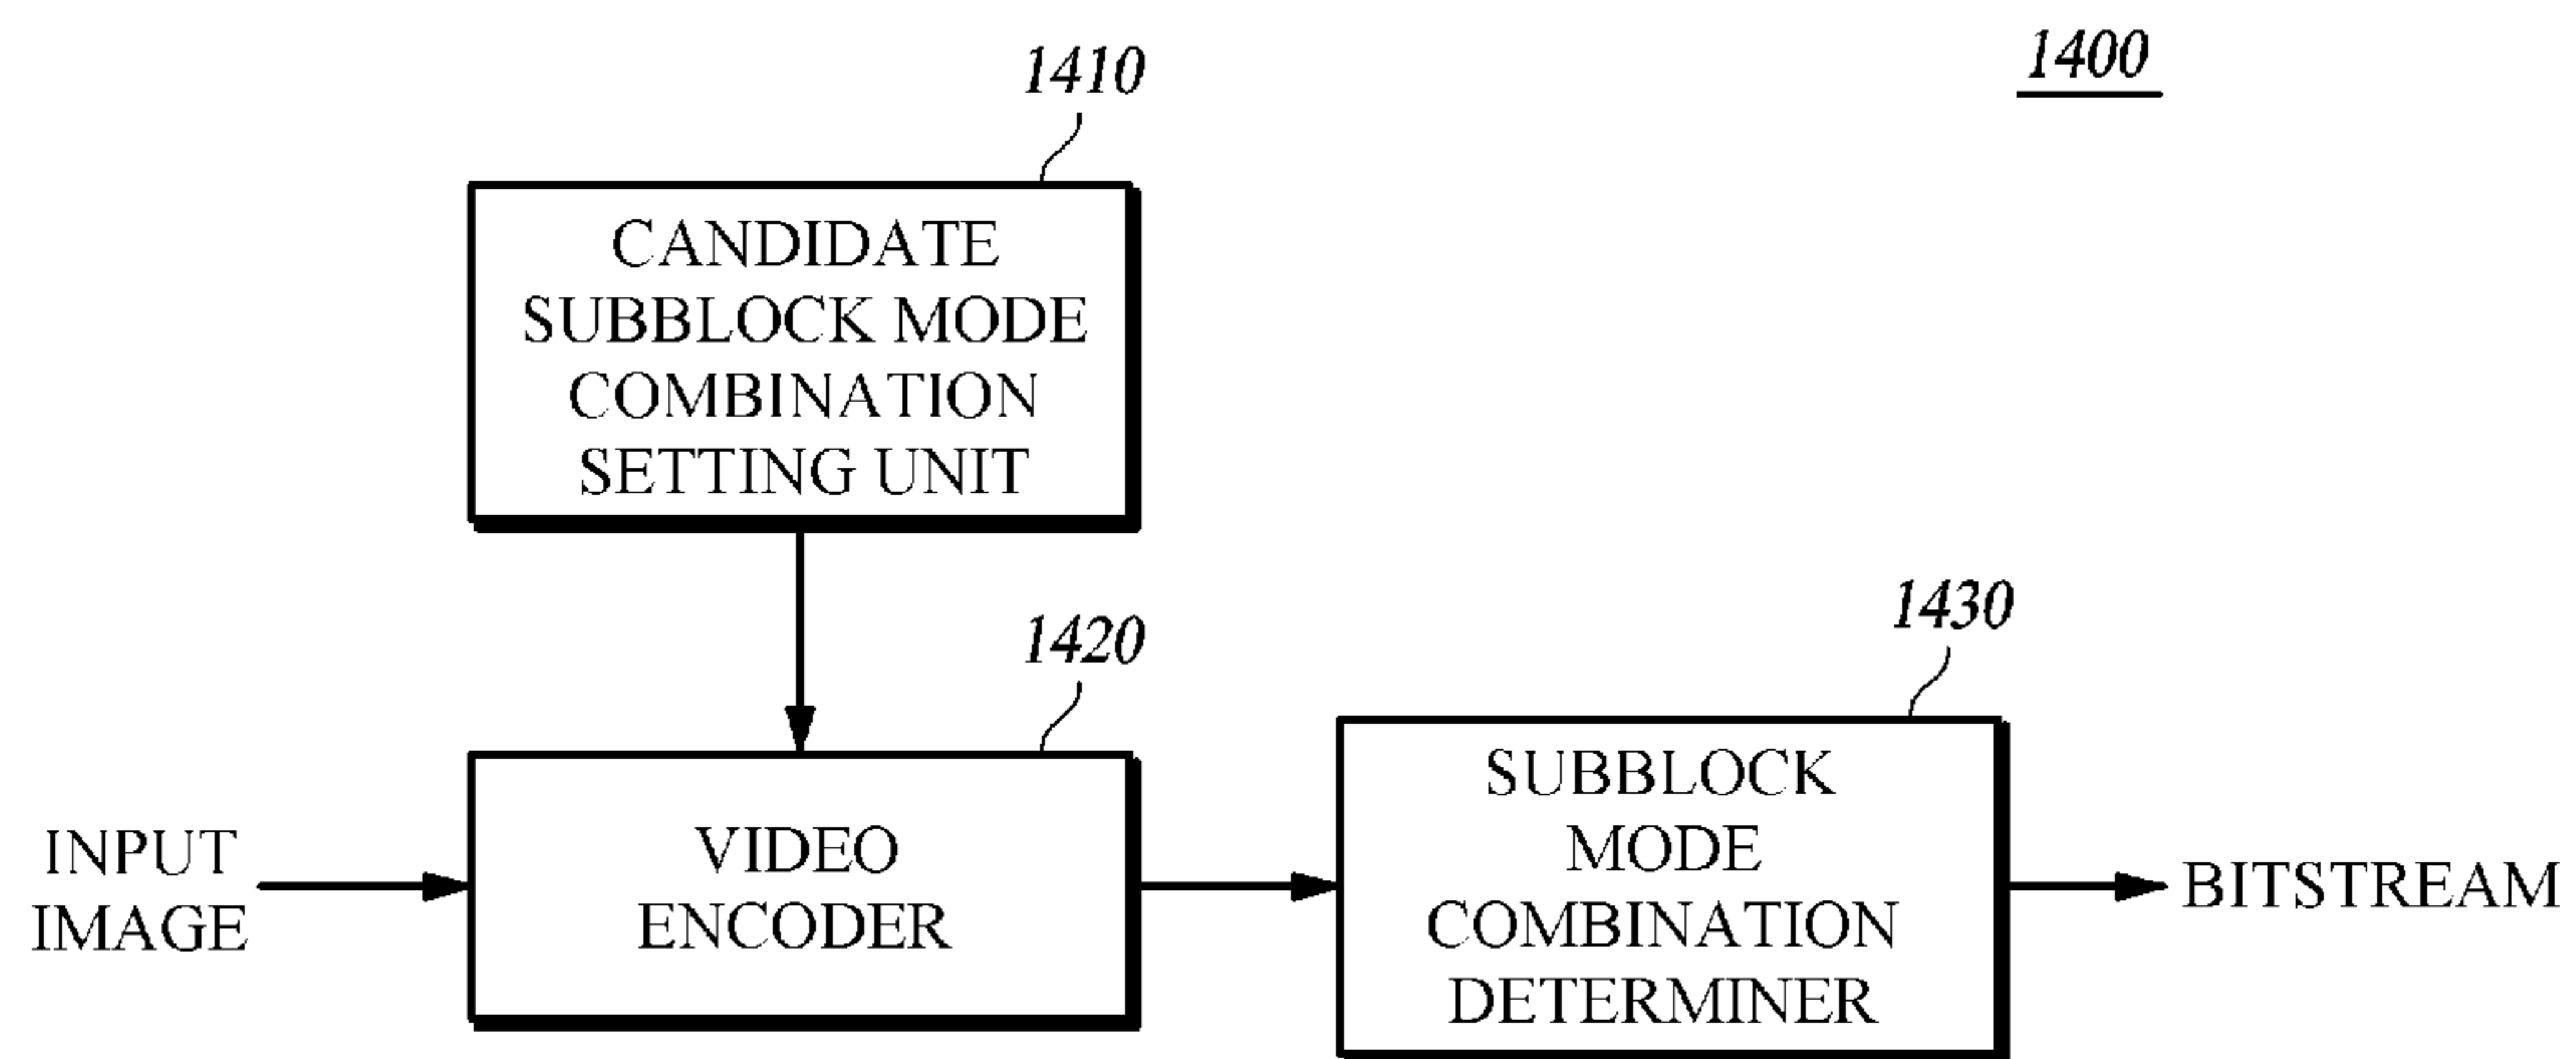 1400
1410
CANDIDATE
SUBBLOCK MODE
COMBINATION
SETTING UNIT
1420
VIDEO
ENCODER
1430
SUBBLOCK
MODE
COMBINATION
DETERMINER
INPUT
IMAGE
BITSTREAM